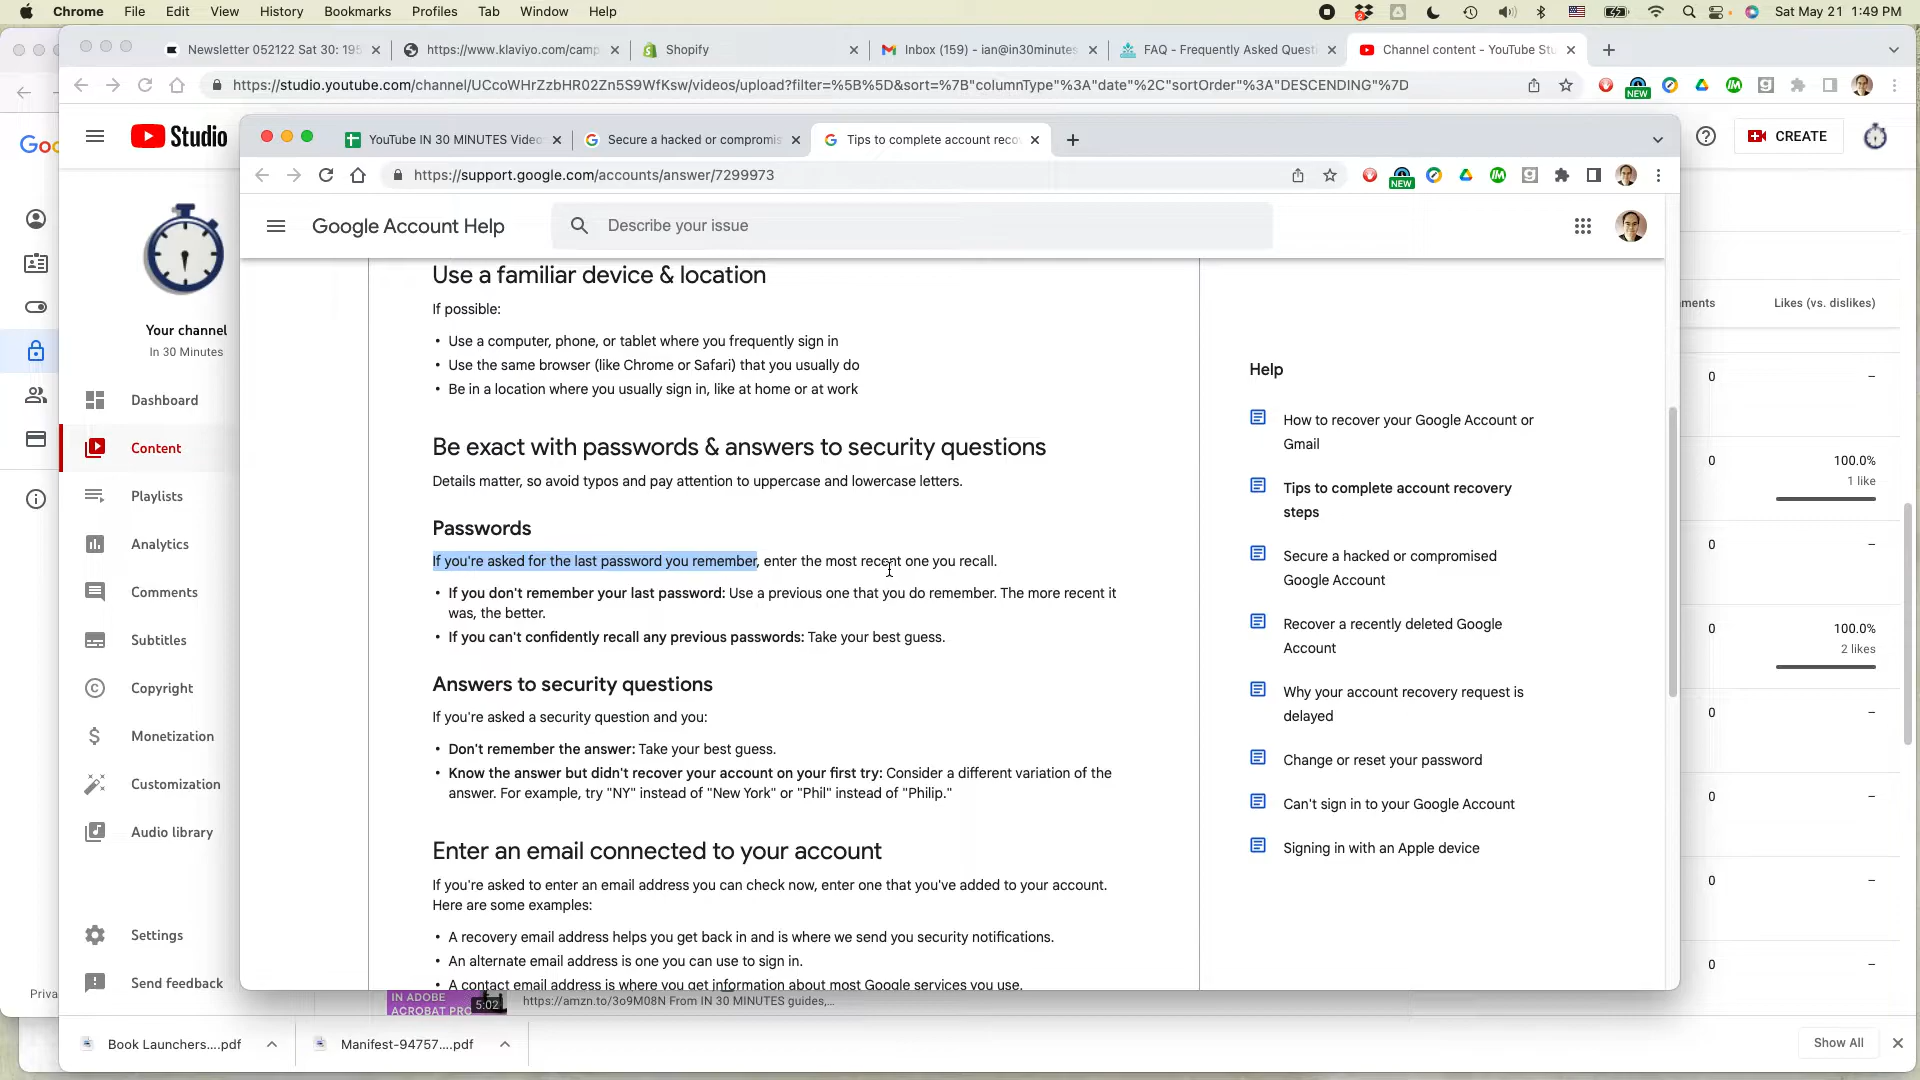 Chrome File Edit View History Bookmarks Profiles Tab Window Help Sat May 21 1:49 PM
Newsletter 052122 Sat 30: 195 https://www.klaviyo.com/camp Shopify Inbox (159) - ian@in30minutes FAQ - Frequently Asked Quest Channel content - YouTube Stu
https://studio.youtube.com/channel/UCcoWHrZzbHR02Zn5S9WfKsw/videos/upload?filter=%5B%5D&sort=%7B"columnType"%3A"date"%2C"sortOrder"%3A"DESCENDING"%7D
NEW
Goo
Studio
CREATE
YouTube IN 30 MINUTES Video Secure a hacked or compromis Tips to complete account reco
https://support.google.com/accounts/answer/7299973
NEW
Google Account Help
Describe your issue
Your channel
In 30 Minutes
Dashboard
Content
Playlists
Analytics
Comments
Subtitles
Copyright
Monetization
Customization
Audio library
Settings
Send feedback
Priva
Use a familiar device & location
If possible:
• Use a computer, phone, or tablet where you frequently sign in
• Use the same browser (like Chrome or Safari) that you usually do
• Be in a location where you usually sign in, like at home or at work
Be exact with passwords & answers to security questions
Details matter, so avoid typos and pay attention to uppercase and lowercase letters.
Passwords
If you're asked for the last password you remember, enter the most recent one you recall.
• If you don't remember your last password: Use a previous one that you do remember. The more recent it
was, the better.
• If you can't confidently recall any previous passwords: Take your best guess.
Answers to security questions
If you're asked a security question and you:
• Don't remember the answer: Take your best guess.
• Know the answer but didn't recover your account on your first try: Consider a different variation of the
answer. For example, try "NY" instead of "New York" or "Phil" instead of "Philip."
Enter an email connected to your account
If you're asked to enter an email address you can check now, enter one that you've added to your account.
Here are some examples:
• A recovery email address helps you get back in and is where we send you security notifications.
• An alternate email address is one you can use to sign in.
• A contact email address is where you get information about most Google services you use.
Help
How to recover your Google Account or
Gmail
Tips to complete account recovery
steps
Secure a hacked or compromised
Google Account
Recover a recently deleted Google
Account
Why your account recovery request is
delayed
Change or reset your password
Can't sign in to your Google Account
Signing in with an Apple device
ments Likes (vs. dislikes)
0 –
0 100.0%
1 like
0 –
0 100.0%
2 likes
0 –
0 –
0 –
0 –
IN ADOBE
ACROBAT PRO
5:02
https://amzn.to/3o9M08N From IN 30 MINUTES guides,...
Book Launchers....pdf Manifest-94757....pdf Show All